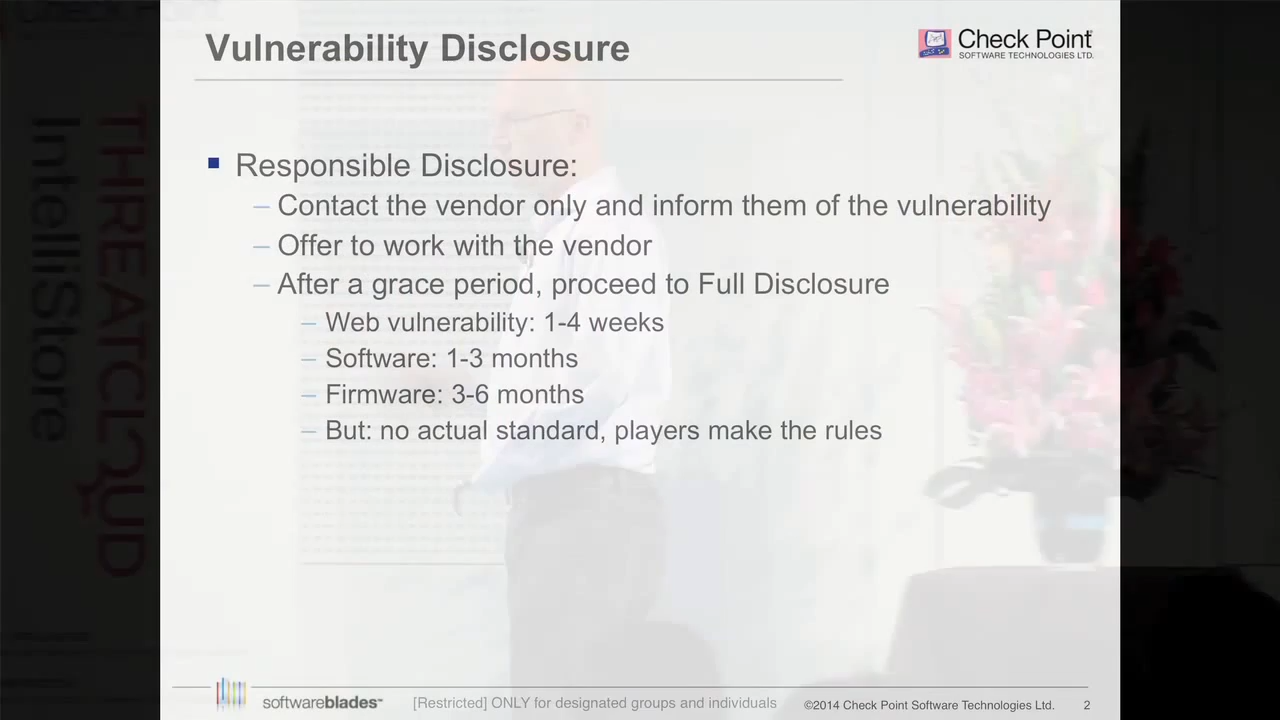 Vulnerability Disclosure
Check Point
SOFTWARE TECHNOLOGIES LTD.
Responsible Disclosure:
– Contact the vendor only and inform them of the vulnerability
– Offer to work with the vendor
– After a grace period, proceed to Full Disclosure
– Web vulnerability: 1-4 weeks
– Software: 1-3 months
– Firmware: 3-6 months
– But: no actual standard, players make the rules
THREATCLOUD
IntelliStore
softwareblades™
[Restricted] ONLY for designated groups and individuals
©2014 Check Point Software Technologies Ltd.
2